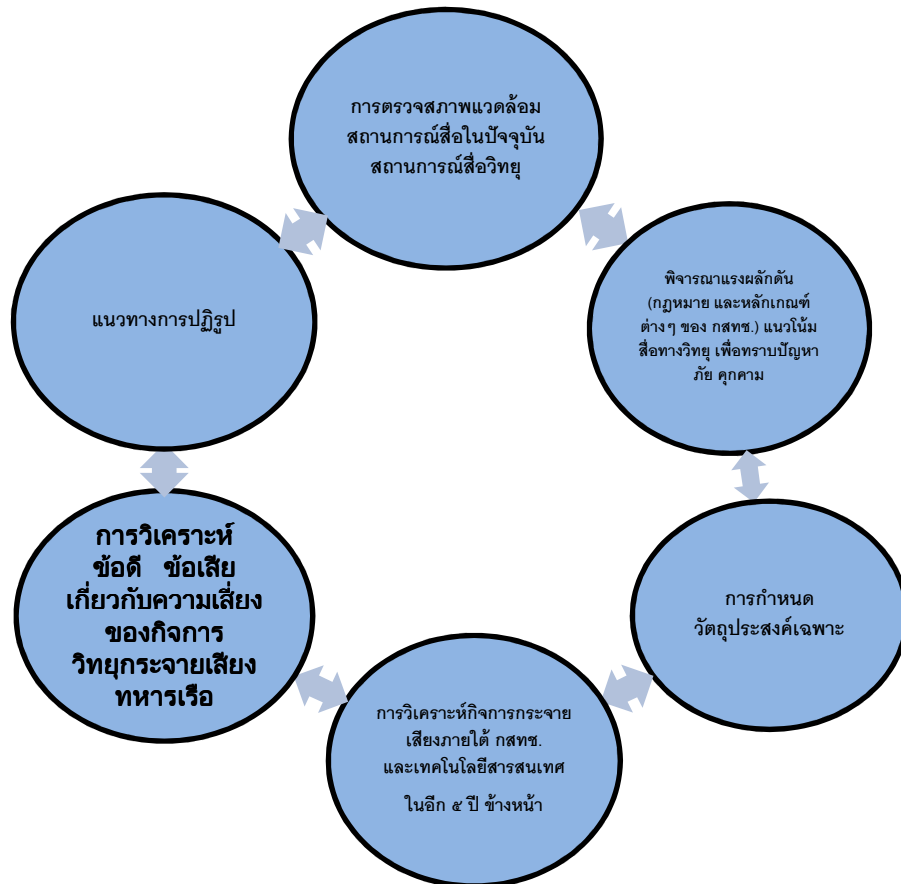 การตรวจสภาพแวดล้อม
สถานการณ์สื่อในปัจจุบัน
สถานการณ์สื่อวิทยุ
พิจารณาแรงผลักดัน
(กฎหมาย และหลักเกณฑ์
ต่างๆ ของ กสทช.) แนวโน้ม
สื่อทางวิทยุ เพื่อทราบปัญหา
ภัย คุกคาม
การกำหนด
วัตถุประสงค์เฉพาะ
การวิเคราะห์กิจการกระจาย
เสียงภายใต้ กสทช.
และเทคโนโลยีสารสนเทศ
ในอีก ๕ ปี ข้างหน้า
การวิเคราะห์
ข้อดี ข้อเสีย
เกี่ยวกับความเสี่ยง
ของกิจการ
วิทยุกระจายเสียง
ทหารเรือ
แนวทางการปฏิรูป